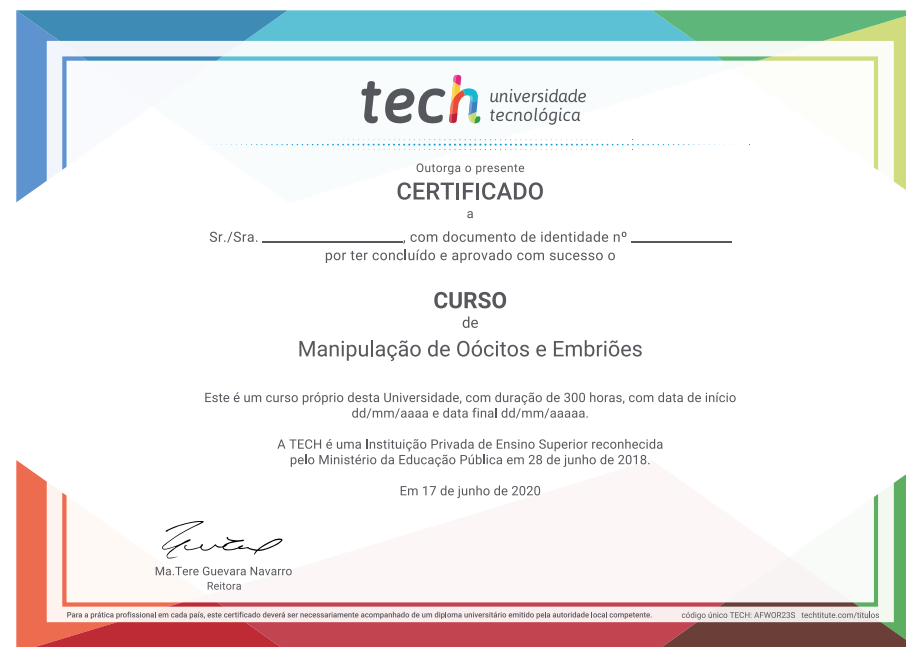 tech universidade
tecnológica
Outorga o presente
CERTIFICADO
a
Sr./Sra. ____________________, com documento de identidade nº ______________
por ter concluído e aprovado com sucesso o
CURSO
de
Manipulação de Oócitos e Embriões
Este é um curso próprio desta Universidade, com duração de 300 horas, com data de início
dd/mm/aaaa e data final dd/mm/aaaaa.
A TECH é uma Instituição Privada de Ensino Superior reconhecida
pelo Ministério da Educação Pública em 28 de junho de 2018.
Em 17 de junho de 2020
Ma.Tere Guevara Navarro
Reitora
Para a prática profissional em cada país, este certificado deverá ser necessariamente acompanhado de um diploma universitário emitido pela autoridade local competente. código único TECH: AFWOR23S techtitute.com/titulos